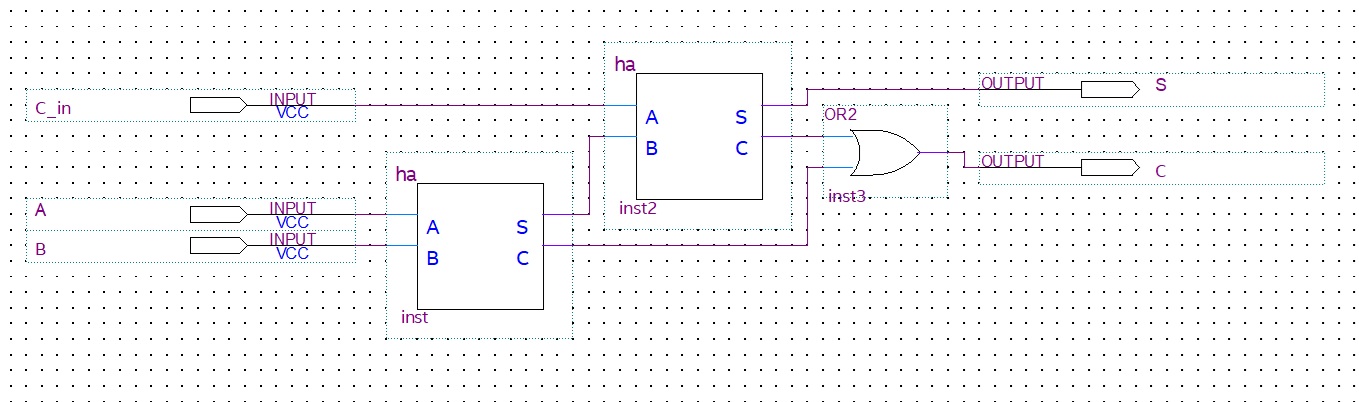 ha
OUTPUT S
C_in INPUT
VCC
A S
OR2
B C
OUTPUT C
ha
inst3
A INPUT
VCC
inst2
A S
B INPUT
VCC
B C
inst